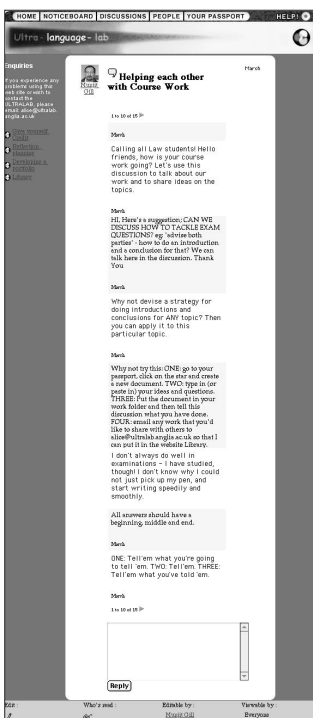 HOME NOTICEBOARD DISCUSSIONS PEOPLE YOUR PASSPORT HELP!
Ultra - language - lab
Enquiries
If you experience any
problems using this
web site or wish to
contact the
ULTRALAB, please
email alice@ultralab.
anglia.ac.uk
Library
Gill
Helping each other
with Course Work
March
1 to 10 of 15
March
Calling all Law students! Hello
friends, how is your course
work going? Let's use this
discussion to talk about our
work and to share ideas on the
topics.
March
HI, Here's a suggestion; CAN WE
DISCUSS HOW TO TACKLE EXAM
QUESTIONS? eg: 'advise both
parties' - how to do an introduction
and a conclusion for that? We can
talk here in the discussion. Thank
You
March
Why not devise a strategy for
doing introductions and
conclusions for ANY topic? Then
you can apply it to this
particular topic.
March
Why not try this: ONE: go to your
passport, click on the star and create
a new document. TWO: type in (or
paste in) your ideas and questions.
THREE: Put the document in your
work folder and then tell this
discussion what you have done.
FOUR: email any work that you'd
like to share with others to
alice@ultralab.anglia.ac.uk so that I
can put it in the website Library.
I don't always do well in
examinations – I have studied,
though! I don't know why I could
not just pick up my pen, and
start writing speedily and
smoothly.
All answers should have a
beginning, middle and end.
March
ONE: Tell'em what you're going
to tell 'em. TWO: Tell'em. THREE:
Tell'em what you've told 'em.
March
1 to 10 of 15
Reply
Edit :
Who's read :
Editable by :
Viewable by :
Gill
Everyone